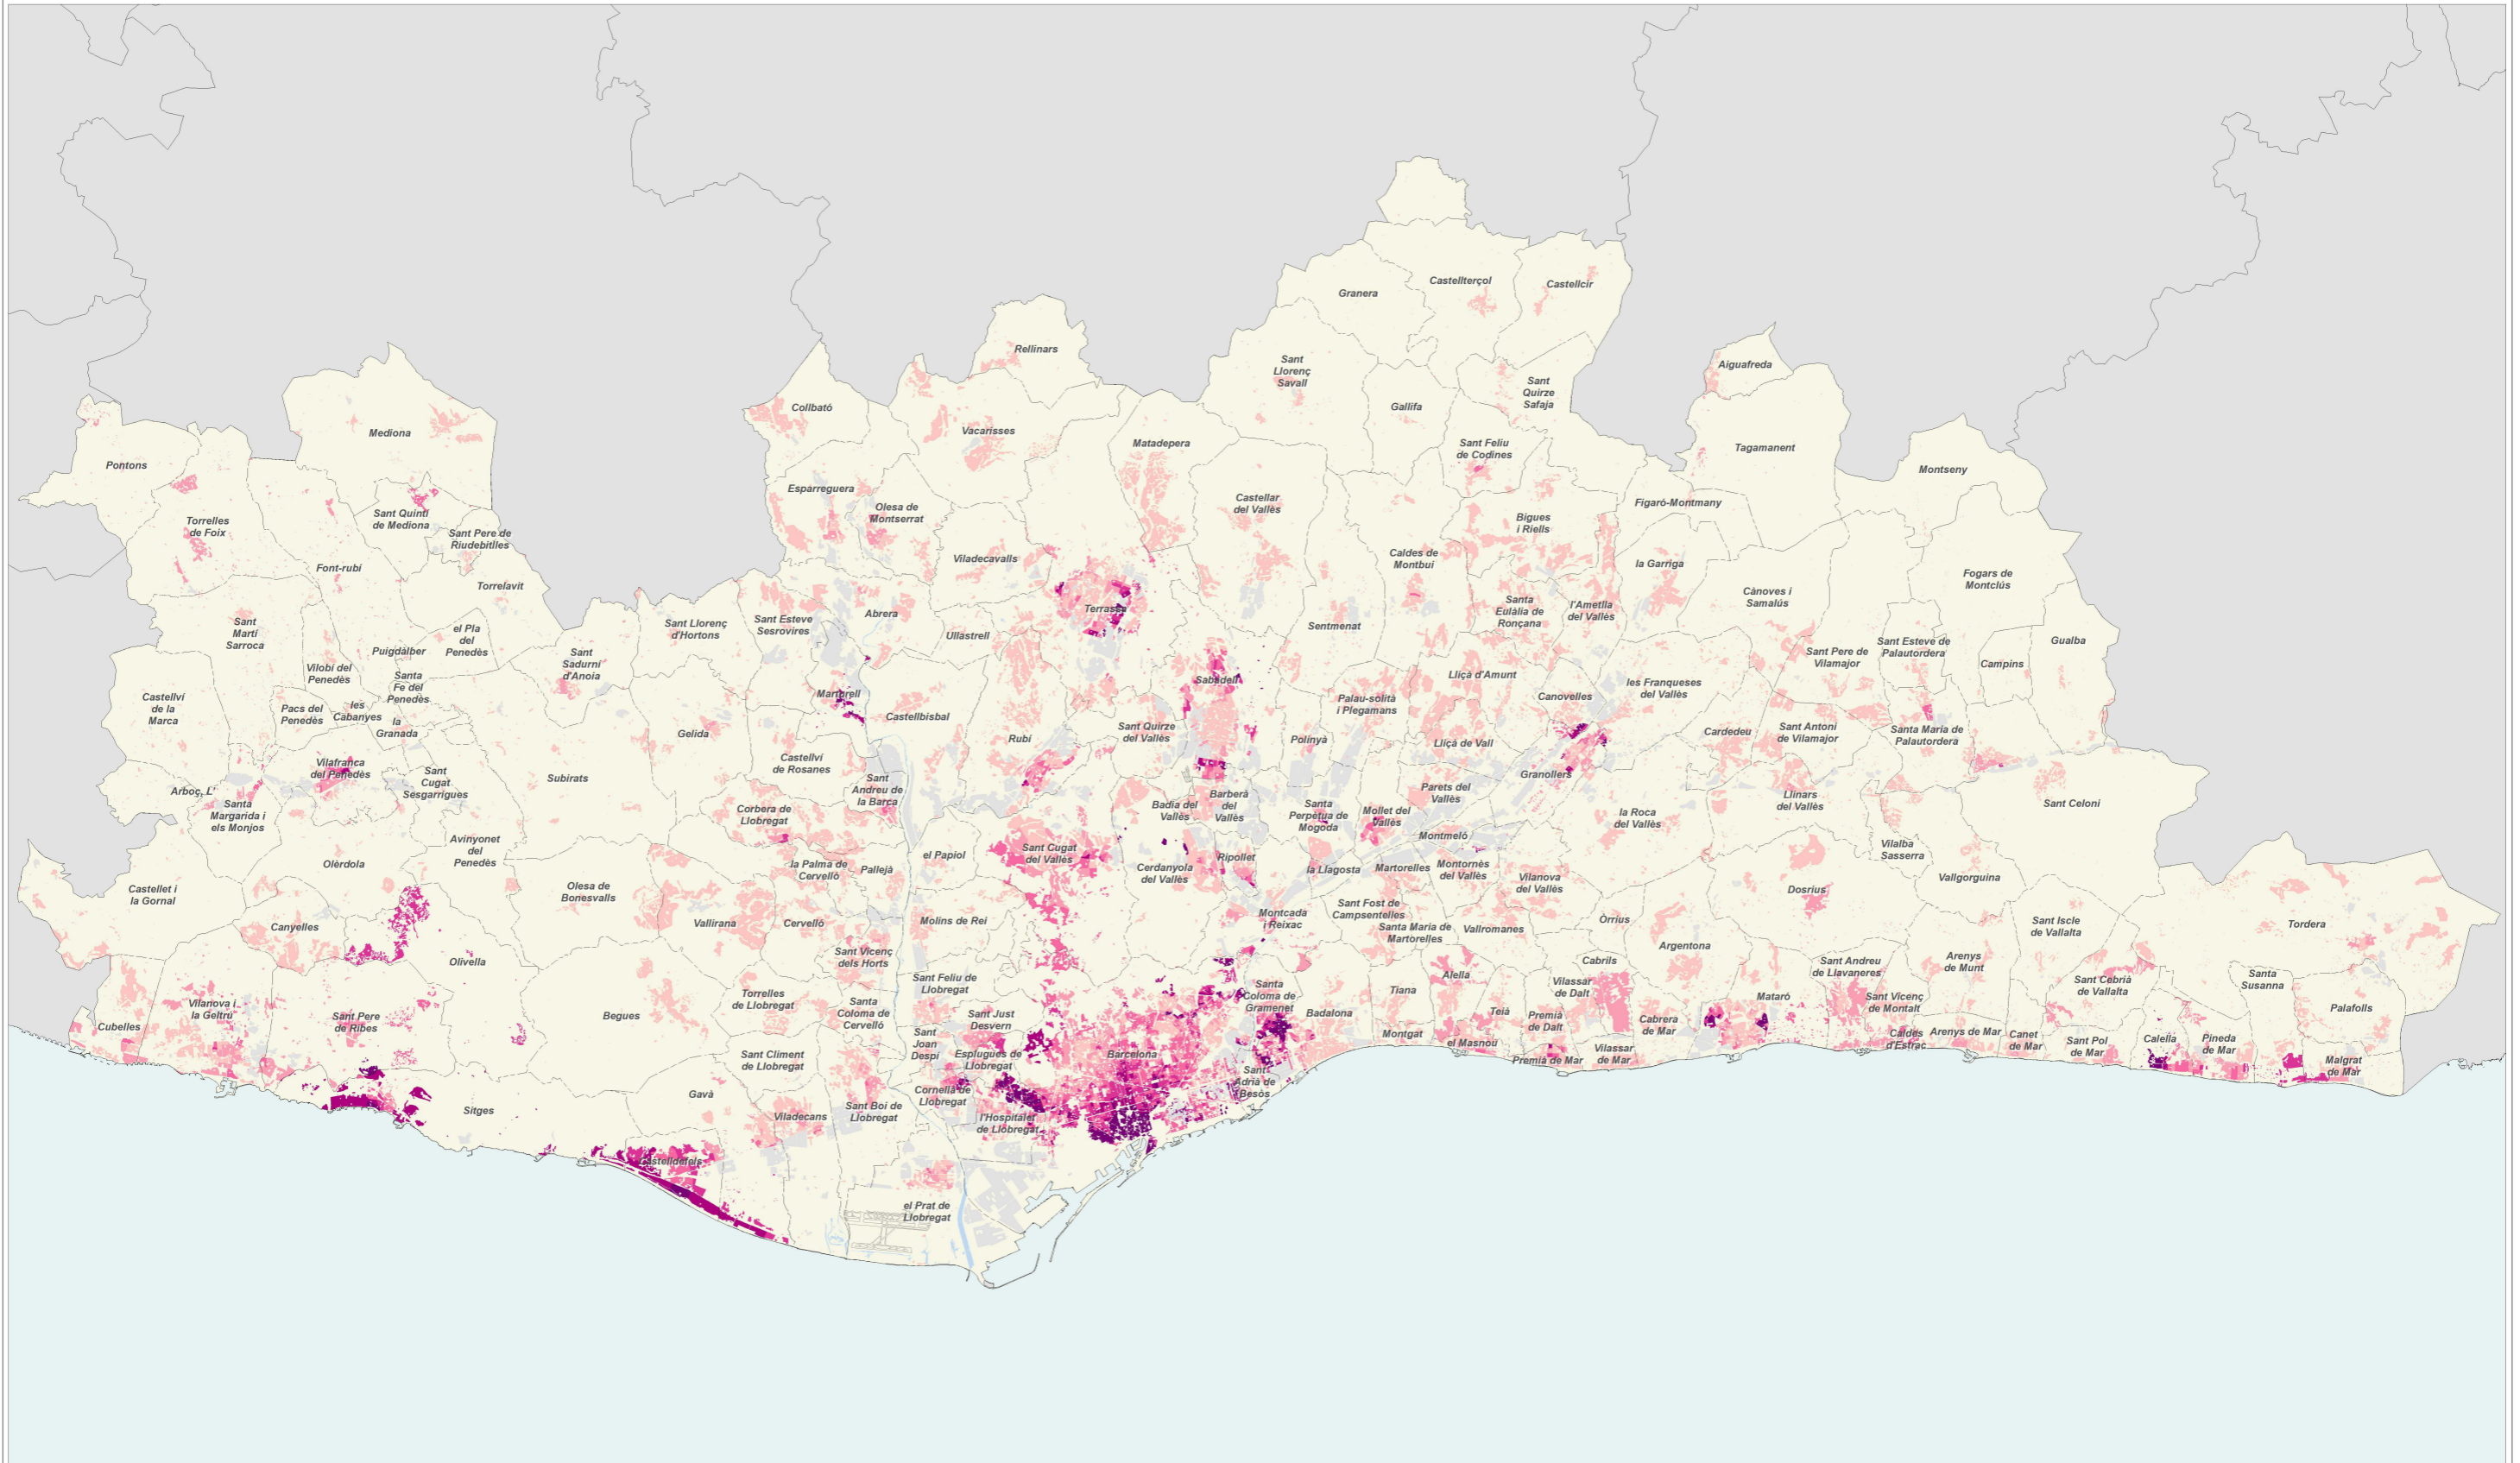 Castellterçol
Castellcir
Granera
Rellinars
Aiguafreda
Sant
Llorenç
Savall
Sant
Quirze
Safaja
Collbató
Gallifa
Mediona
Vacarisses
Matadepera
Sant Feliu
de Codines
Tagamanent
Pontons
Montseny
Esparreguera
Castellar
del Vallès
Figaró-Montmany
Olesa de
Montserrat
Sant Quintí
de Mediona
Torrelles
de Foix
Bigues
i Riells
Sant Pere de
Riudebitlles
Viladecavalls
Caldes de
Montbui
la Garriga
Font-rubí
Fogars de
Montclús
Torrelavit
Cànoves i
Samalús
Terrassa
Santa
Eulàlia de
Ronçana
l'Ametlla
del Vallès
Abrera
Sant
Martí
Sarroca
Sant Llorenç
d'Hortons
Sant Esteve
Sesrovires
Sentmenat
el Pla
del
Penedès
Ullastrell
Sant Esteve de
Palautordera
Gualba
Puigdàlber
Sant
Sadurní
d'Anoia
Sant Pere de
Vilamajor
Campins
Vilobí del
Penedès
Lliçà d'Amunt
Sabadell
Santa
Fe del
Penedès
les Franqueses
del Vallès
Martorell
Canovelles
Castellví
de la
Marca
Palau-solità
i Plegamans
Pacs del
Penedès
les
Cabanyes
Castellbisbal
la
Granada
Gelida
Rubí
Sant Quirze
del Vallès
Polinyà
Cardedeu
Sant Antoni
de Vilamajor
Santa Maria de
Palautordera
Lliçà de Vall
Castellví
de Rosanes
Vilafranca
del Penedès
Granollers
Subirats
Sant
Cugat
Sesgarrigues
Sant
Andreu de
la Barca
Arboç, L'
Parets del
Vallès
Llinars
del Vallès
Sant Celoni
Santa
Margarida i
els Monjos
Corbera de
Llobregat
Badia del
Vallès
Barberà
del
Vallès
Santa
Perpètua de
Mogoda
Mollet del
Vallès
la Roca
del Vallès
Montmeló
Avinyonet
del
Penedès
Vilalba
Sasserra
Olèrdola
la Palma de
Cervelló
Pallejà
el Papiol
Sant Cugat
del Vallès
Cerdanyola
del Vallès
Ripollet
la Llagosta
Martorelles
Montornès
del Vallès
Vilanova
del Vallès
Vallgorguina
Castellet i
la Gornal
Olesa de
Bonesvalls
Dosrius
Canyelles
Vallirana
Cervelló
Molins de Rei
Montcada
i Reixac
Sant Fost de
Campsentelles
Santa Maria de
Martorelles
Vallromanes
Òrrius
Sant Iscle
de Vallalta
Tordera
Argentona
Olivella
Sant Vicenç
dels Horts
Cabrils
Sant Andreu
de Llavaneres
Arenys
de Munt
Sant Feliu de
Llobregat
Alella
Vilassar
de Dalt
Sant Cebrià
de Vallalta
Santa
Susanna
Torrelles
de Llobregat
Santa
Coloma de
Gramenet
Tiana
Mataró
Sant Vicenç
de Montalt
Palafolls
Vilanova i
la Geltrú
Sant Pere
de Ribes
Begues
Santa
Coloma de
Cervelló
Sant Just
Desvern
Badalona
Teià
Premià
de Dalt
Cabrera
de Mar
Cubelles
Sant
Joan
Despí
Montgat
el Masnou
Caldes
d'Estrac
Arenys de Mar
Canet
de Mar
Sant Pol
de Mar
Calella
Pineda
de Mar
Sant Climent
de Llobregat
Esplugues de
Llobregat
Barcelona
Premià de Mar
Vilassar
de Mar
Malgrat
de Mar
Sant
Adrià de
Besòs
Gavà
Cornellà de
Llobregat
Sitges
Viladecans
Sant Boi de
Llobregat
l'Hospitalet
de Llobregat
Castelldefels
el Prat de
Llobregat